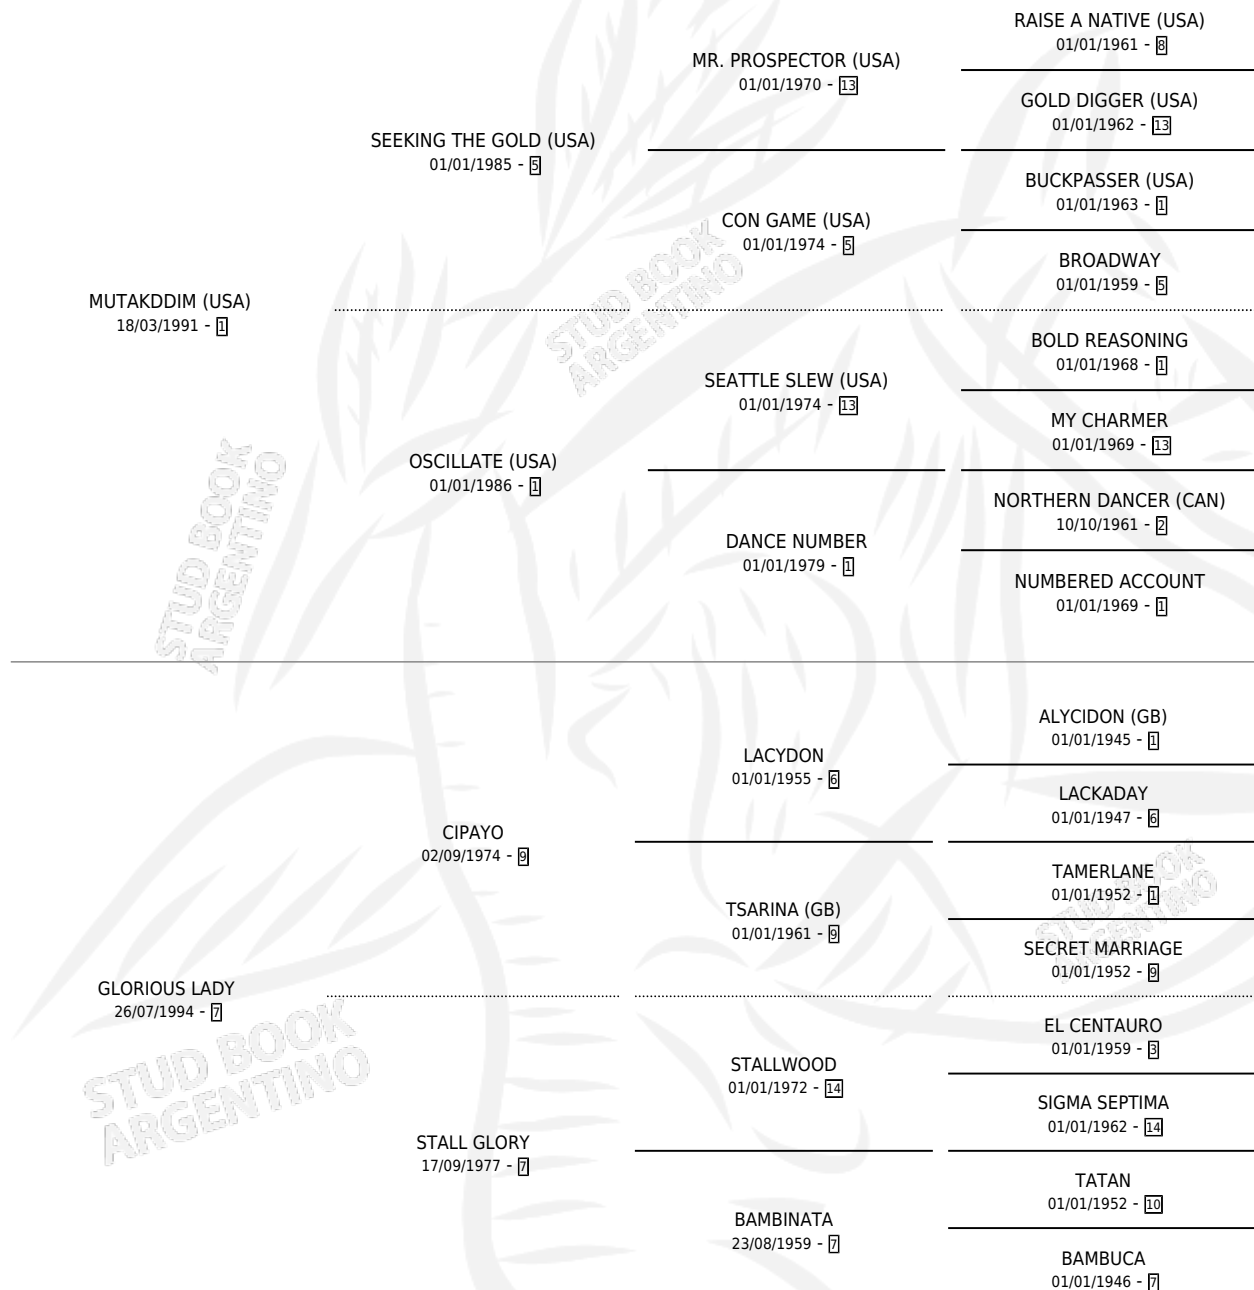 RAISE A NATIVE (USA)
01/01/1961 - 8
MR. PROSPECTOR (USA)
01/01/1970 - 13
GOLD DIGGER (USA)
01/01/1962 - 13
SEEKING THE GOLD (USA)
01/01/1985 - 5
BUCKPASSER (USA)
01/01/1963 - 1
CON GAME (USA)
01/01/1974 - 5
BROADWAY
01/01/1959 - 5
MUTAKDDIM (USA)
18/03/1991 - 1
STUD BOOK
ARGENTINO
BOLD REASONING
01/01/1968 - 1
SEATTLE SLEW (USA)
01/01/1974 - 13
MY CHARMER
01/01/1969 - 13
OSCILLATE (USA)
01/01/1986 - 1
NORTHERN DANCER (CAN)
10/10/1961 - 2
DANCE NUMBER
01/01/1979 - 1
NUMBERED ACCOUNT
01/01/1969 - 1
STUD BOOK
ARGENTINO
ALYCIDON (GB)
01/01/1945 - 1
LACYDON
01/01/1955 - 6
LACKADAY
01/01/1947 - 6
CIPAYO
02/09/1974 - 9
TAMERLANE
01/01/1952 - 1
TSARINA (GB)
01/01/1961 - 9
SECRET MARRIAGE
01/01/1952 - 9
STUD BOOK
ARGENTINO
GLORIOUS LADY
26/07/1994 - 7
EL CENTAURO
01/01/1959 - 3
STALLWOOD
01/01/1972 - 14
SIGMA SEPTIMA
01/01/1962 - 14
STALL GLORY
17/09/1977 - 7
TATAN
01/01/1952 - 10
BAMBINATA
23/08/1959 - 7
BAMBUCA
01/01/1946 - 7
STUD BOOK
ARGENTINO